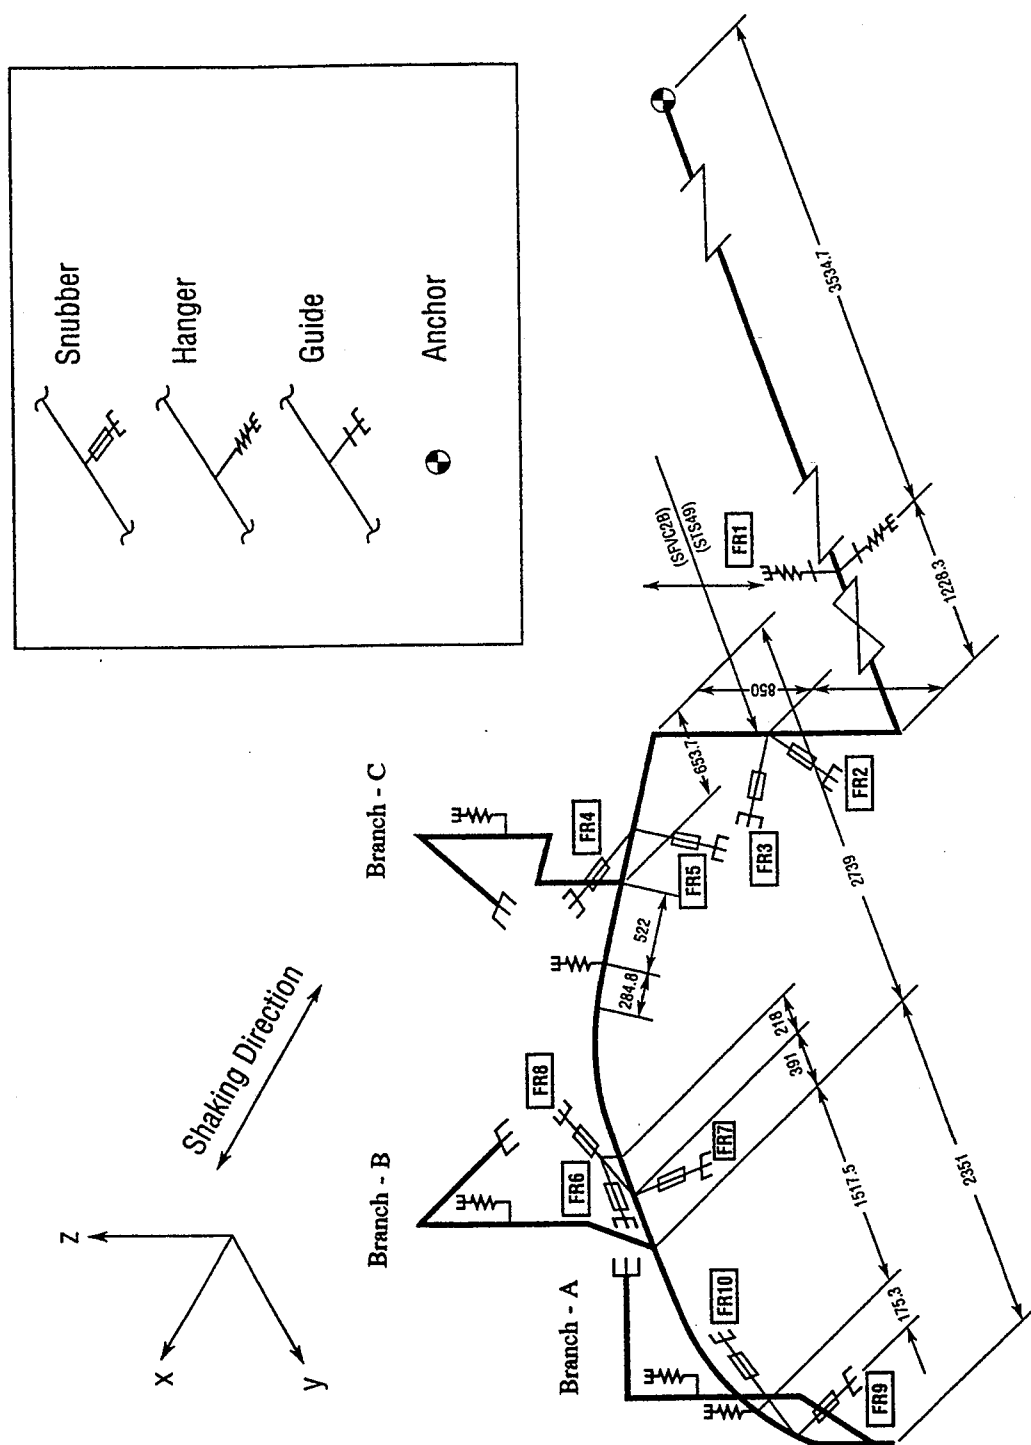 Snubber
Hanger
Guide
Anchor
Shaking Direction
Z
X
y
Branch - C
Branch - B
Branch - A
(SPVC2B)
(STS49)
FR1
FR2
FR3
FR4
FR5
FR6
FR7
FR8
FR9
FR10
3534.7
1228.3
850
653.7
2739
522
284.8
218
391
1517.5
2351
175.3